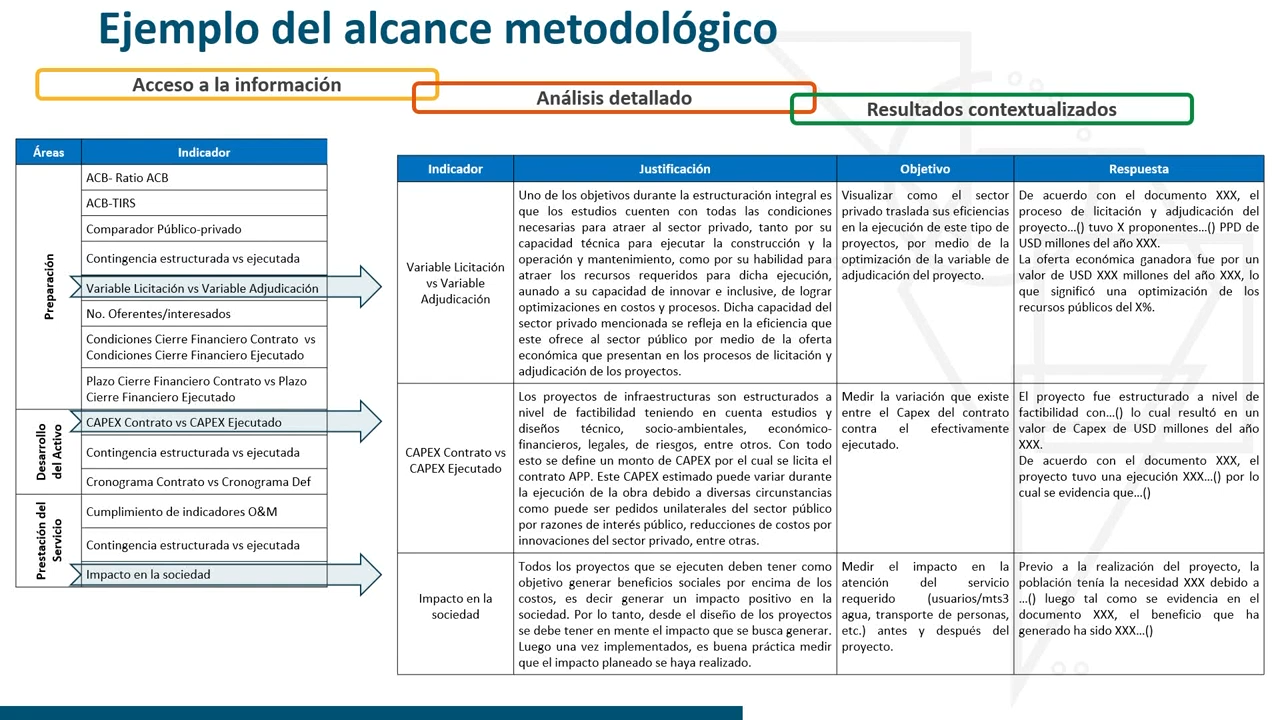 Ejemplo del alcance metodológico
Acceso a la información
Análisis detallado
Resultados contextualizados
Áreas
Indicador
Preparación
ACB- Ratio ACB
ACB-TIRS
Comparador Público-privado
Contingencia estructurada vs ejecutada
Variable Licitación vs Variable Adjudicación
No. Oferentes/interesados
Condiciones Cierre Financiero Contrato vs
Condiciones Cierre Financiero Ejecutado
Plazo Cierre Financiero Contrato vs Plazo
Cierre Financiero Ejecutado
Desarrollo
del Activo
CAPEX Contrato vs CAPEX Ejecutado
Contingencia estructurada vs ejecutada
Cronograma Contrato vs Cronograma Def
Prestación del
Servicio
Cumplimiento de indicadores O&M
Contingencia estructurada vs ejecutada
Impacto en la sociedad
Indicador
Justificación
Objetivo
Respuesta
Variable Licitación
vs Variable
Adjudicación
Uno de los objetivos durante la estructuración integral es
que los estudios cuenten con todas las condiciones
necesarias para atraer al sector privado, tanto por su
capacidad técnica para ejecutar la construcción y la
operación y mantenimiento, como por su habilidad para
atraer los recursos requeridos para dicha ejecución,
aunado a su capacidad de innovar e inclusive, de lograr
optimizaciones en costos y procesos. Dicha capacidad del
sector privado mencionada se refleja en la eficiencia que
este ofrece al sector público por medio de la oferta
económica que presentan en los procesos de licitación y
adjudicación de los proyectos.
Visualizar como el sector
privado traslada sus eficiencias
en la ejecución de este tipo de
proyectos, por medio de la
optimización de la variable de
adjudicación del proyecto.
De acuerdo con el documento XXX, el
proceso de licitación y adjudicación del
proyecto...() tuvo X proponentes...() PPD de
USD millones del año XXX.
La oferta económica ganadora fue por un
valor de USD XXX millones del año XXX, lo
que significó una optimización de los
recursos públicos del X%.
CAPEX Contrato vs
CAPEX Ejecutado
Los proyectos de infraestructuras son estructurados a
nivel de factibilidad teniendo en cuenta estudios y
diseños técnico, socio-ambientales, económico-
financieros, legales, de riesgos, entre otros. Con todo
esto se define un monto de CAPEX por el cual se licita el
contrato APP. Este CAPEX estimado puede variar durante
la ejecución de la obra debido a diversas circunstancias
como puede ser pedidos unilaterales del sector público
por razones de interés público, reducciones de costos por
innovaciones del sector privado, entre otras.
Medir la variación que existe
entre el Capex del contrato
contra el efectivamente
ejecutado.
El proyecto fue estructurado a nivel de
factibilidad con...() lo cual resultó en un
valor de Capex de USD millones del año
XXX.
De acuerdo con el documento XXX, el
proyecto tuvo una ejecución XXX...() por lo
cual se evidencia que...()
Impacto en la
sociedad
Todos los proyectos que se ejecuten deben tener como
objetivo generar beneficios sociales por encima de los
costos, es decir generar un impacto positivo en la
sociedad. Por lo tanto, desde el diseño de los proyectos
se debe tener en mente el impacto que se busca generar.
Luego una vez implementados, es buena práctica medir
que el impacto planeado se haya realizado.
Medir el impacto en la
atención del servicio
requerido (usuarios/mts3
agua, transporte de personas,
etc.) antes y después del
proyecto.
Previo a la realización del proyecto, la
población tenía la necesidad XXX debido a
...() luego tal como se evidencia en el
documento XXX, el beneficio que ha
generado ha sido XXX...()